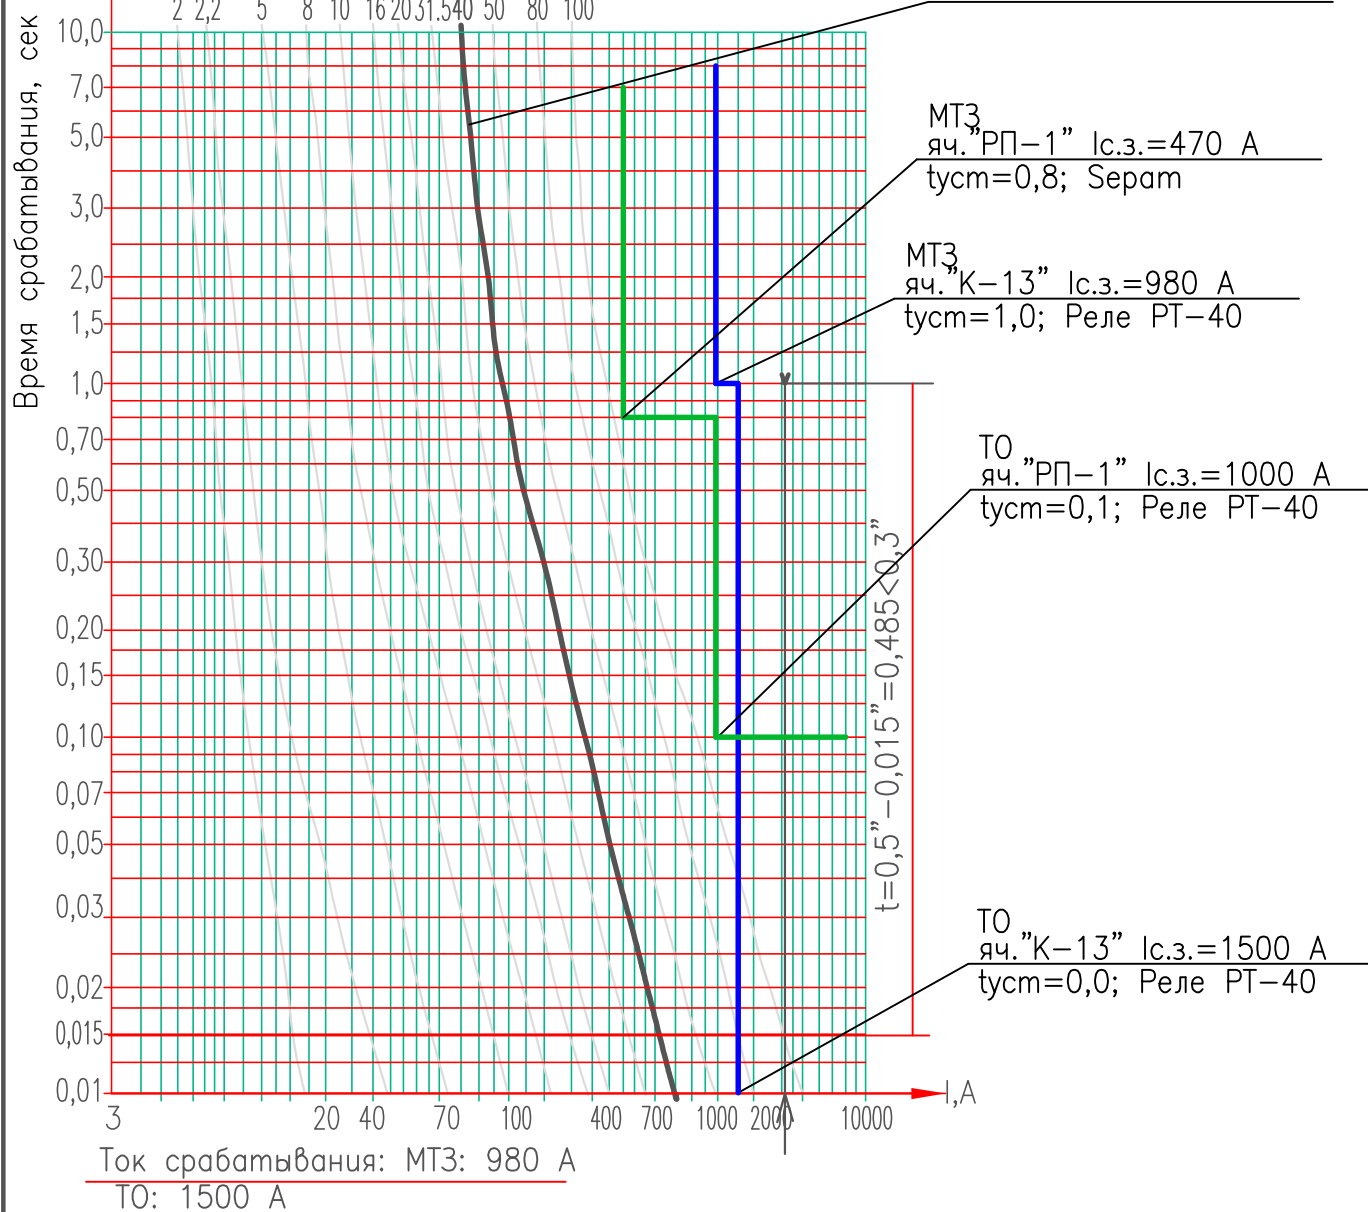 2 2,2 5 8 10 16 20 31.5 40 50 80 100
Время срабатывания, сек
10,0
7,0
5,0
3,0
2,0
1,5
1,0
0,70
0,50
0,30
0,20
0,15
0,10
0,07
0,05
0,03
0,02
0,015
0,01
МТЗ
яч."РП-1" Iс.з.=470 А
tуст=0,8; Sepam
МТЗ
яч."К-13" Iс.з.=980 А
tуст=1,0; Реле РТ-40
ТО
яч."РП-1" Iс.з.=1000 А
tуст=0,1; Реле РТ-40
t=0,5"-0,015"=0,485<0,3"
ТО
яч."К-13" Iс.з.=1500 А
tуст=0,0; Реле РТ-40
3 20 40 70 100 400 700 1000 2000 10000
I,А
Ток срабатывания: МТЗ: 980 А
ТО: 1500 А